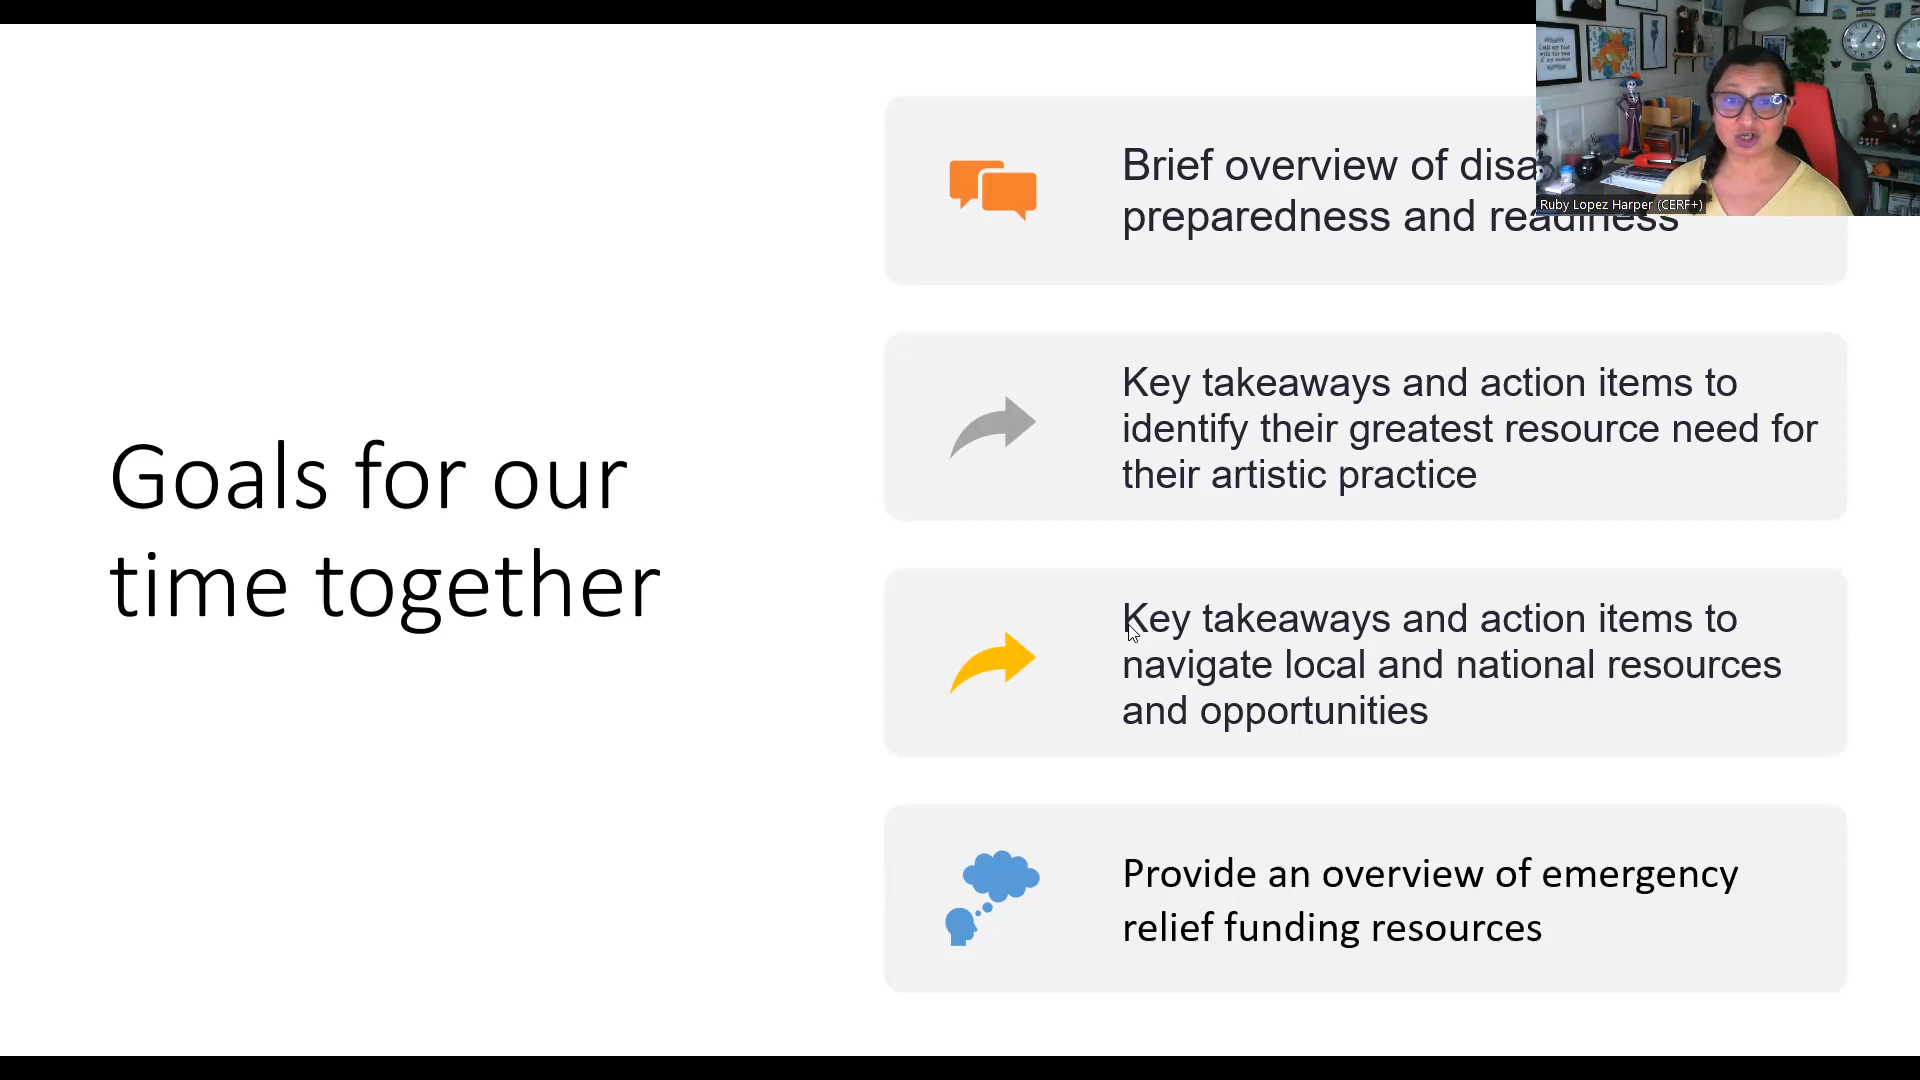 Goals for our
time together
Brief overview of
preparedness and readiness
Key takeaways and action items to
identify their greatest resource need for
their artistic practice
Key takeaways and action items to
navigate local and national resources
and opportunities
Provide an overview of emergency
relief funding resources
Ruby Lopez Harper (CERF+)